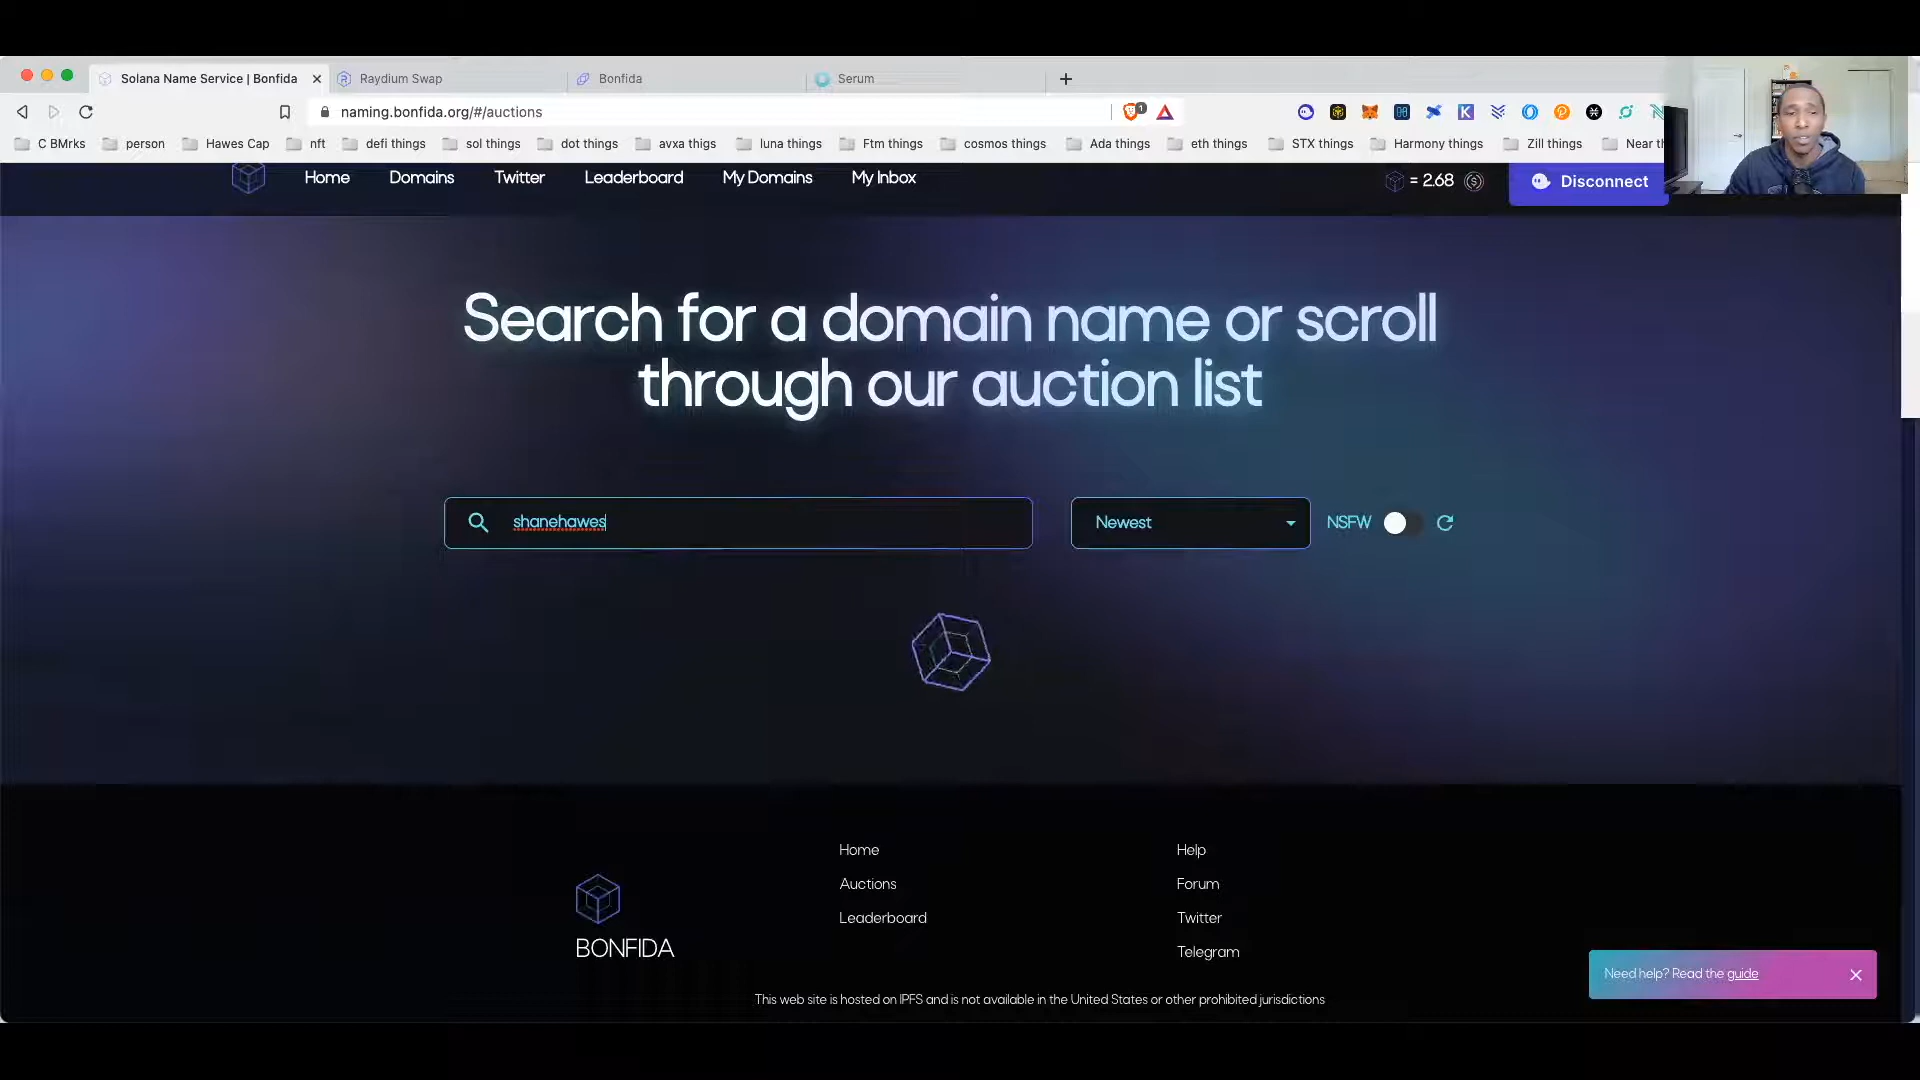 Solana Name Service | Bonfida
Raydium Swap
Bonfida
Serum
naming.bonfida.org/#/auctions
1
C BMrks
person
Hawes Cap
nft
defi things
sol things
dot things
avxa thigs
luna things
Ftm things
cosmos things
Ada things
eth things
STX things
Harmony things
Zill things
Near th
Home
Domains
Twitter
Leaderboard
My Domains
My Inbox
= 2.68
Disconnect
Search for a domain name or scroll
through our auction list
shanehawes
Newest
NSFW
Home
Help
Auctions
Forum
Leaderboard
Twitter
BONFIDA
Telegram
Need help? Read the guide
This web site is hosted on IPFS and is not available in the United States or other prohibited jurisdictions